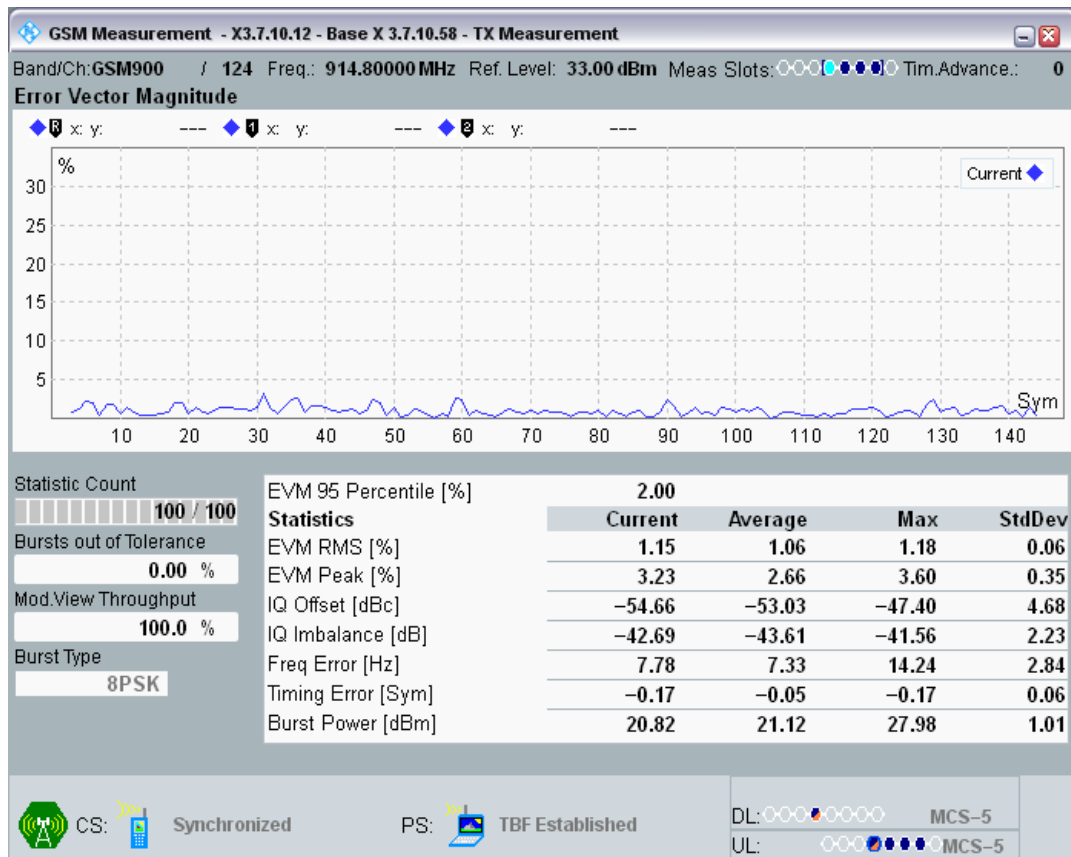 GSM Measurement - X3.7.10.12 - Base X 3.7.10.58 - TX Measurement
Band/Ch:GSM900 / 124 Freq.: 914.80000 MHz Ref. Level: 33.00 dBm Meas Slots: Tim.Advance.: 0
Error Vector Magnitude
R x: y: --- 1 x: y: --- 2 x: y: ---
%
Current
30
25
20
15
10
5
Sym
10 20 30 40 50 60 70 80 90 100 110 120 130 140
Statistic Count
100 / 100
Bursts out of Tolerance
0.00 %
Mod.View Throughput
100.0 %
Burst Type
8PSK
EVM 95 Percentile [%] 2.00
Statistics Current Average Max StdDev
EVM RMS [%] 1.15 1.06 1.18 0.06
EVM Peak [%] 3.23 2.66 3.60 0.35
IQ Offset [dBc] −54.66 −53.03 −47.40 4.68
IQ Imbalance [dB] −42.69 −43.61 −41.56 2.23
Freq Error [Hz] 7.78 7.33 14.24 2.84
Timing Error [Sym] −0.17 −0.05 −0.17 0.06
Burst Power [dBm] 20.82 21.12 27.98 1.01
CS: Synchronized PS: TBF Established
DL: MCS−5
UL: MCS−5